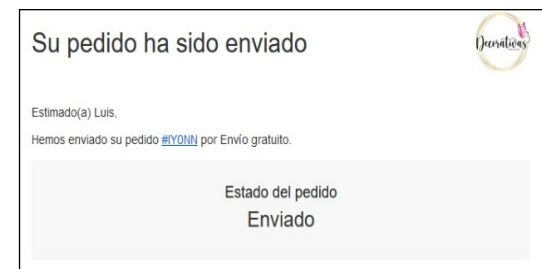 Su pedido ha sido enviado
Decorativas
Estimado(a) Luis,
Hemos enviado su pedido #IY0NN por Envío gratuito.
Estado del pedido
Enviado